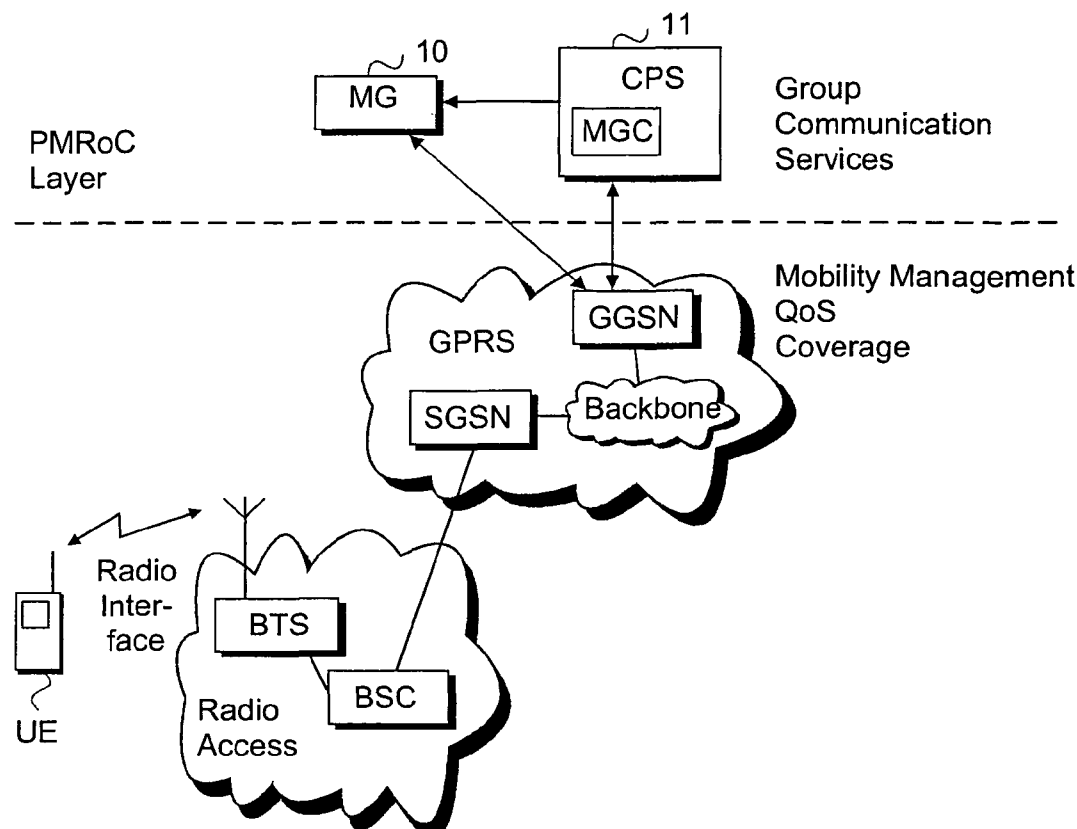 10
11
MG
CPS
MGC
Group
Communication
Services
PMRoC
Layer
Mobility Management
QoS
Coverage
GGSN
GPRS
SGSN
Backbone
Radio
Inter-
face
BTS
BSC
UE
Radio
Access